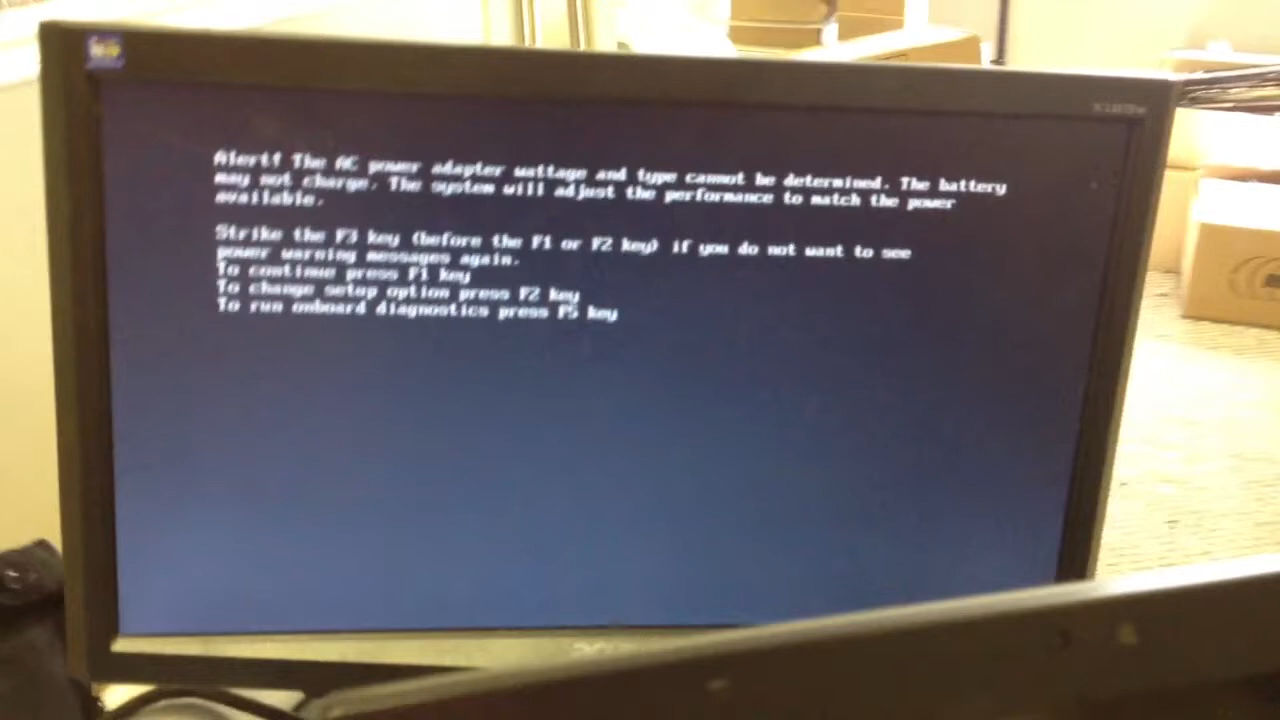 Alert! The AC power adapter wattage and type cannot be determined. The battery
may not charge. The system will adjust the performance to match the power
available.
Strike the F3 key (before the F1 or F2 key) if you do not want to see
power warning messages again.
To continue press F1 key
To change setup option press F2 key
To run onboard diagnostics press F5 key